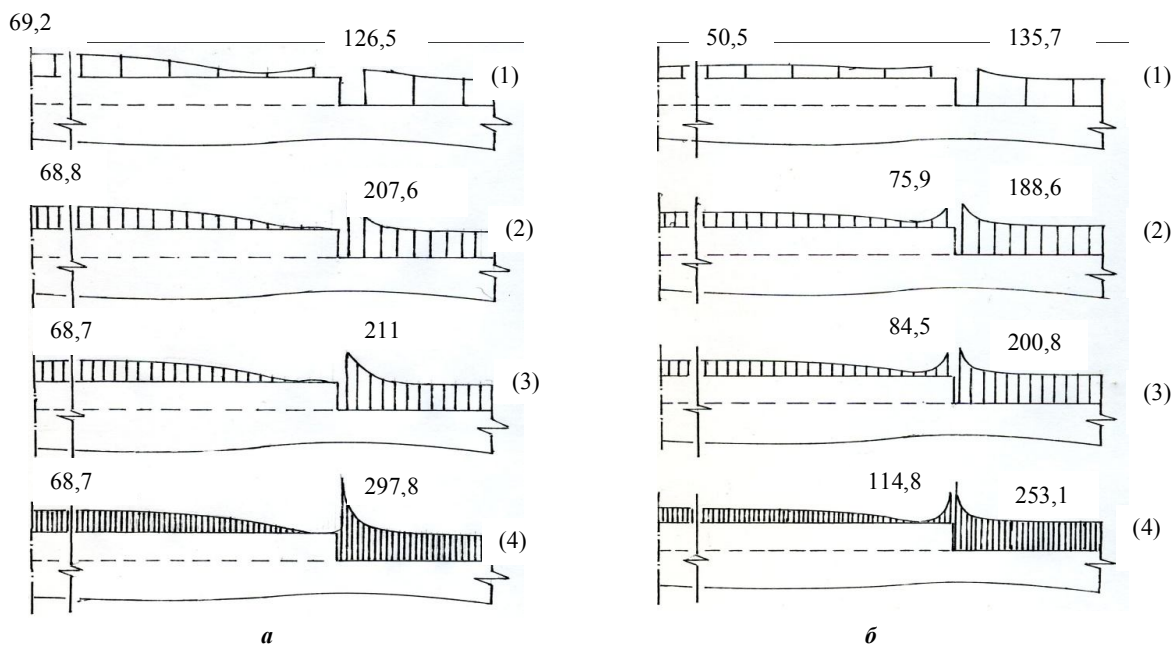 69,2 126,5 50,5 135,7
(1) (1)
68,8 207,6 75,9 188,6
(2) (2)
68,7 211 84,5 200,8
(3) (3)
68,7 297,8 114,8 253,1
(4) (4)
а б